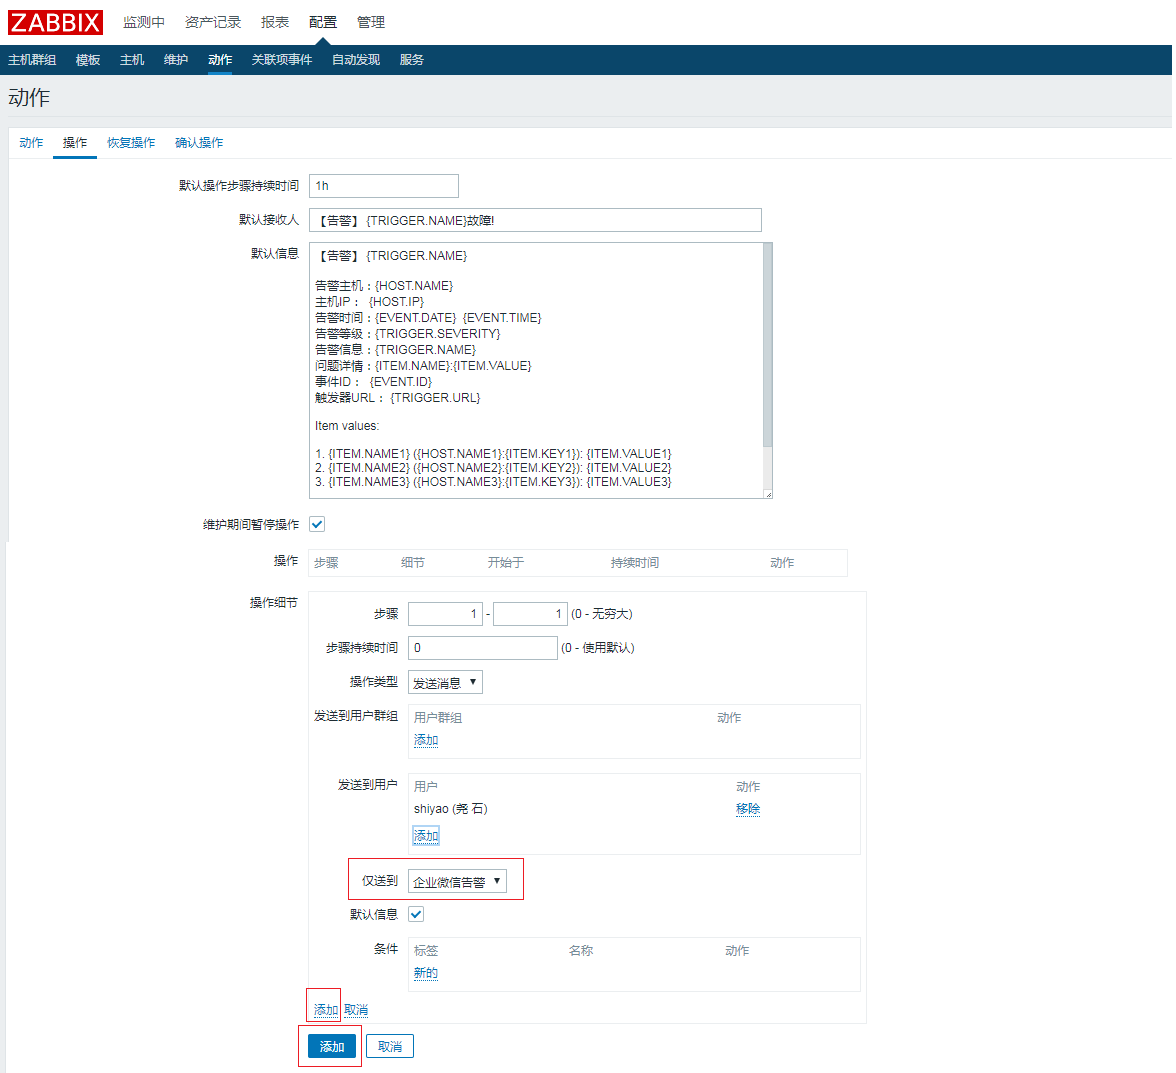 ZABBIX 监测中 资产记录 报表 配置 管理
主机群组 模板 主机 维护 动作 关联项事件 自动发现 服务
动作
动作 操作 恢复操作 确认操作
默认操作步骤持续时间 1h
默认接收人 【告警】 {TRIGGER.NAME}故障!
默认信息 【告警】 {TRIGGER.NAME}
告警主机：{HOST.NAME}
主机IP： {HOST.IP}
告警时间：{EVENT.DATE} {EVENT.TIME}
告警等级：{TRIGGER.SEVERITY}
告警信息：{TRIGGER.NAME}
问题详情：{ITEM.NAME}:{ITEM.VALUE}
事件ID： {EVENT.ID}
触发器URL： {TRIGGER.URL}
Item values:
1. {ITEM.NAME1} ({HOST.NAME1}:{ITEM.KEY1}): {ITEM.VALUE1}
2. {ITEM.NAME2} ({HOST.NAME2}:{ITEM.KEY2}): {ITEM.VALUE2}
3. {ITEM.NAME3} ({HOST.NAME3}:{ITEM.KEY3}): {ITEM.VALUE3}
维护期间暂停操作
操作 步骤 细节 开始于 持续时间 动作
操作细节
步骤 1 - 1 (0 - 无穷大)
步骤持续时间 0 (0 - 使用默认)
操作类型 发送消息
发送到用户群组 用户群组 动作
添加
发送到用户 用户 动作
shiyao (尧 石) 移除
添加
仅送到 企业微信告警
默认信息
条件 标签 名称 动作
新的
添加 取消
添加 取消